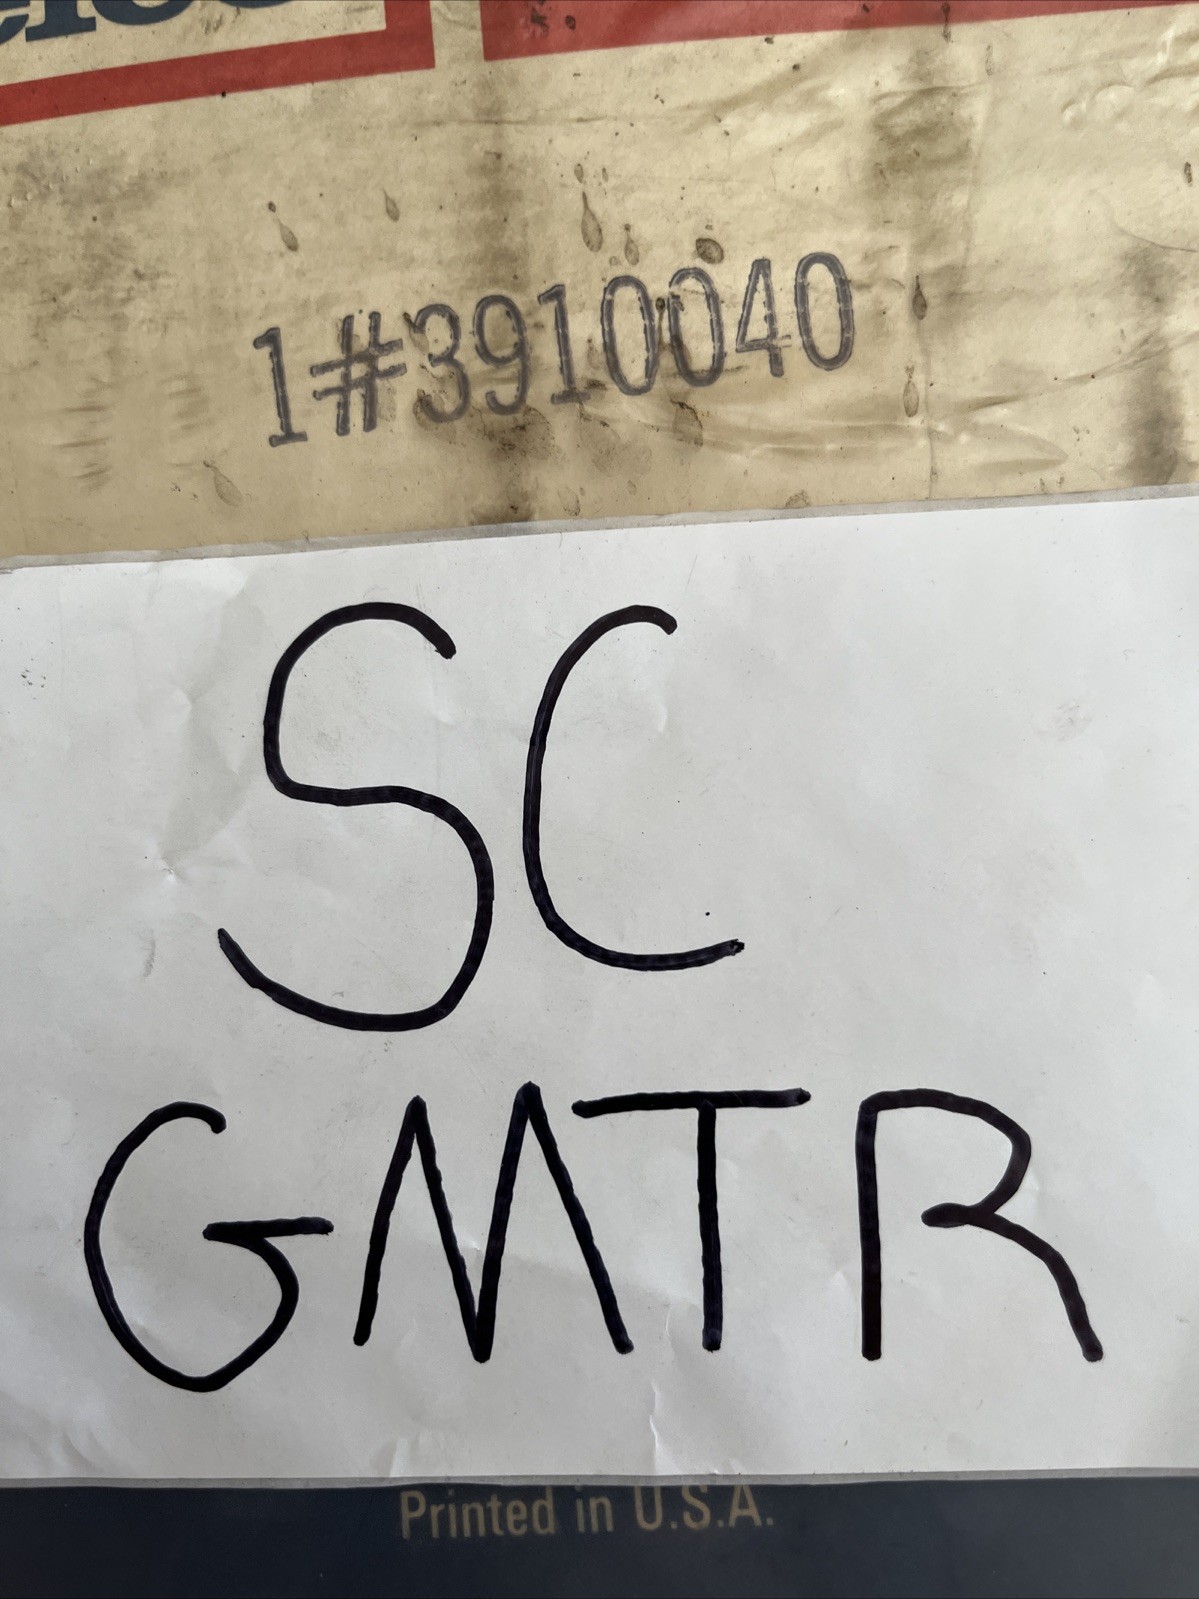 1#3910040
SC
GMTR
Printed in U.S.A.